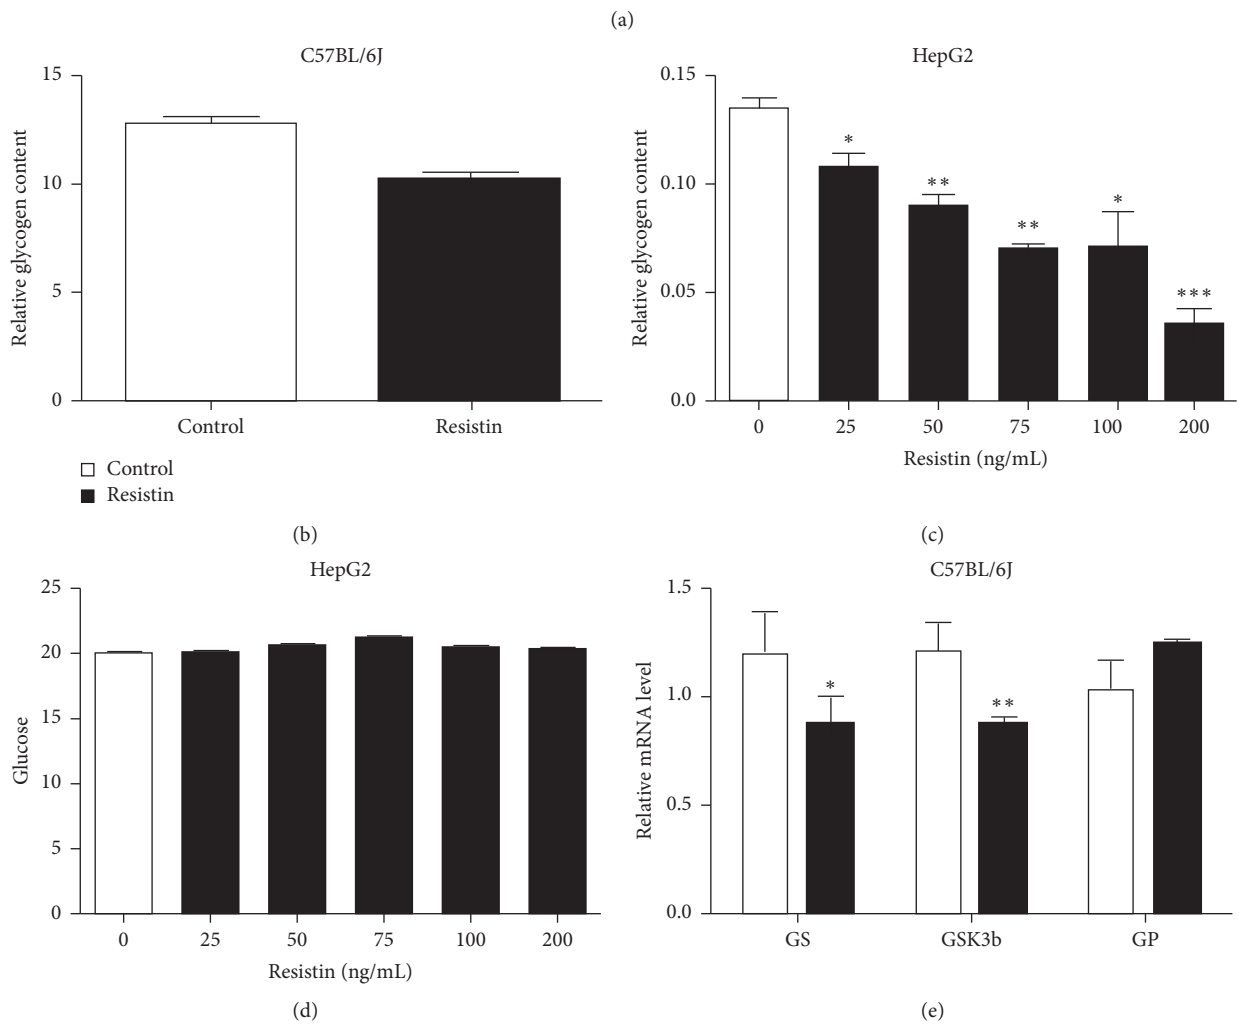 (a)
C57BL/6J
15
10
5
0
Relative glycogen content
Control
Resistin
Control
Resistin
(b)
HepG2
0.15
0.10
0.05
0.0
Relative glycogen content
*
**
**
*
***
0
25
50
75
100
200
Resistin (ng/mL)
(c)
HepG2
25
20
15
10
5
0
Glucose
0
25
50
75
100
200
Resistin (ng/mL)
(d)
C57BL/6J
1.5
1.0
0.5
0.0
Relative mRNA level
*
**
GS
GSK3b
GP
(e)